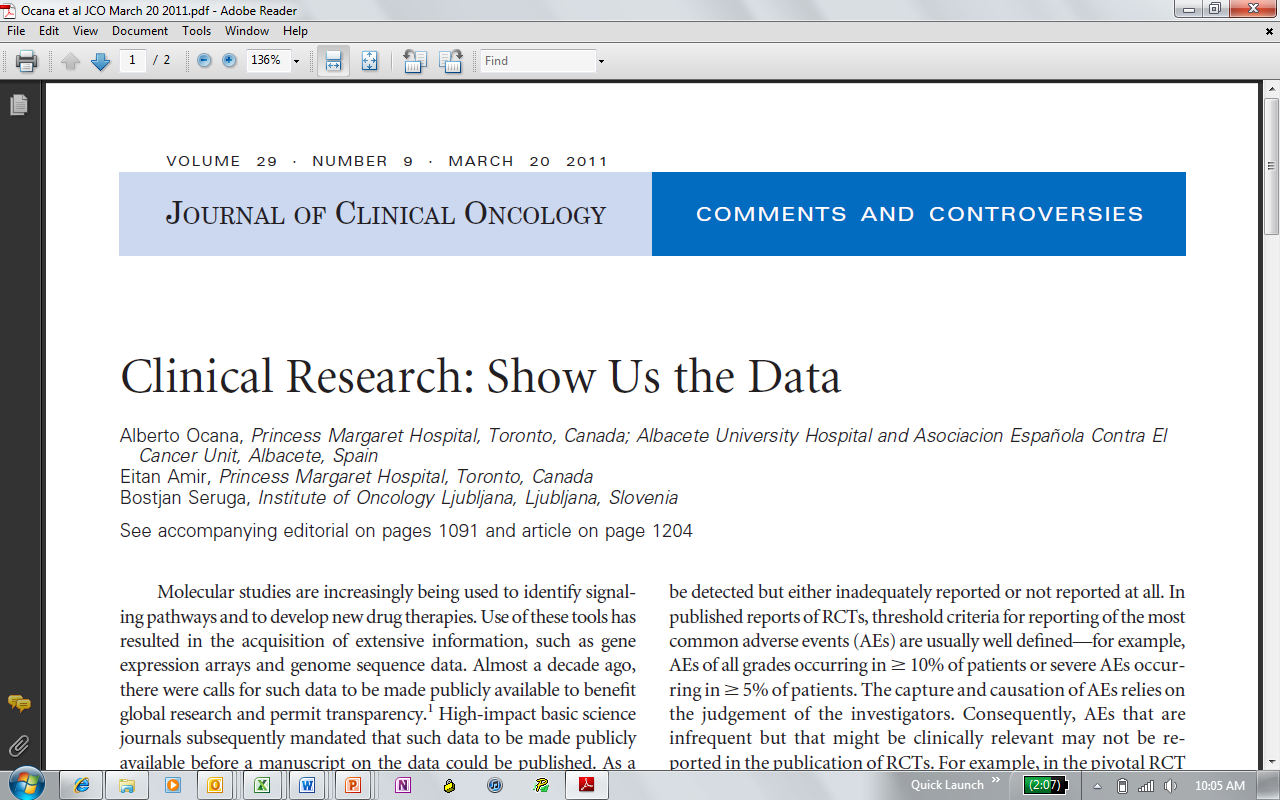 Ocana et al JCO March 20 2011.pdf - Adobe Reader
File Edit View Document Tools Window Help
1 / 2 136% Find
VOLUME 29 · NUMBER 9 · MARCH 20 2011
JOURNAL OF CLINICAL ONCOLOGY
COMMENTS AND CONTROVERSIES
Clinical Research: Show Us the Data
Alberto Ocana, Princess Margaret Hospital, Toronto, Canada; Albacete University Hospital and Asociacion Española Contra El
Cancer Unit, Albacete, Spain
Eitan Amir, Princess Margaret Hospital, Toronto, Canada
Bostjan Seruga, Institute of Oncology Ljubljana, Ljubljana, Slovenia
See accompanying editorial on pages 1091 and article on page 1204
Molecular studies are increasingly being used to identify signal-
ing pathways and to develop new drug therapies. Use of these tools has
resulted in the acquisition of extensive information, such as gene
expression arrays and genome sequence data. Almost a decade ago,
there were calls for such data to be made publicly available to benefit
global research and permit transparency.1 High-impact basic science
journals subsequently mandated that such data to be made publicly
available before a manuscript on the data could be published. As a
be detected but either inadequately reported or not reported at all. In
published reports of RCTs, threshold criteria for reporting of the most
common adverse events (AEs) are usually well defined—for example,
AEs of all grades occurring in ≥ 10% of patients or severe AEs occur-
ring in ≥ 5% of patients. The capture and causation of AEs relies on
the judgement of the investigators. Consequently, AEs that are
infrequent but that might be clinically relevant may not be re-
ported in the publication of RCTs. For example, in the pivotal RCT
Quick Launch » (2:07) 10:05 AM